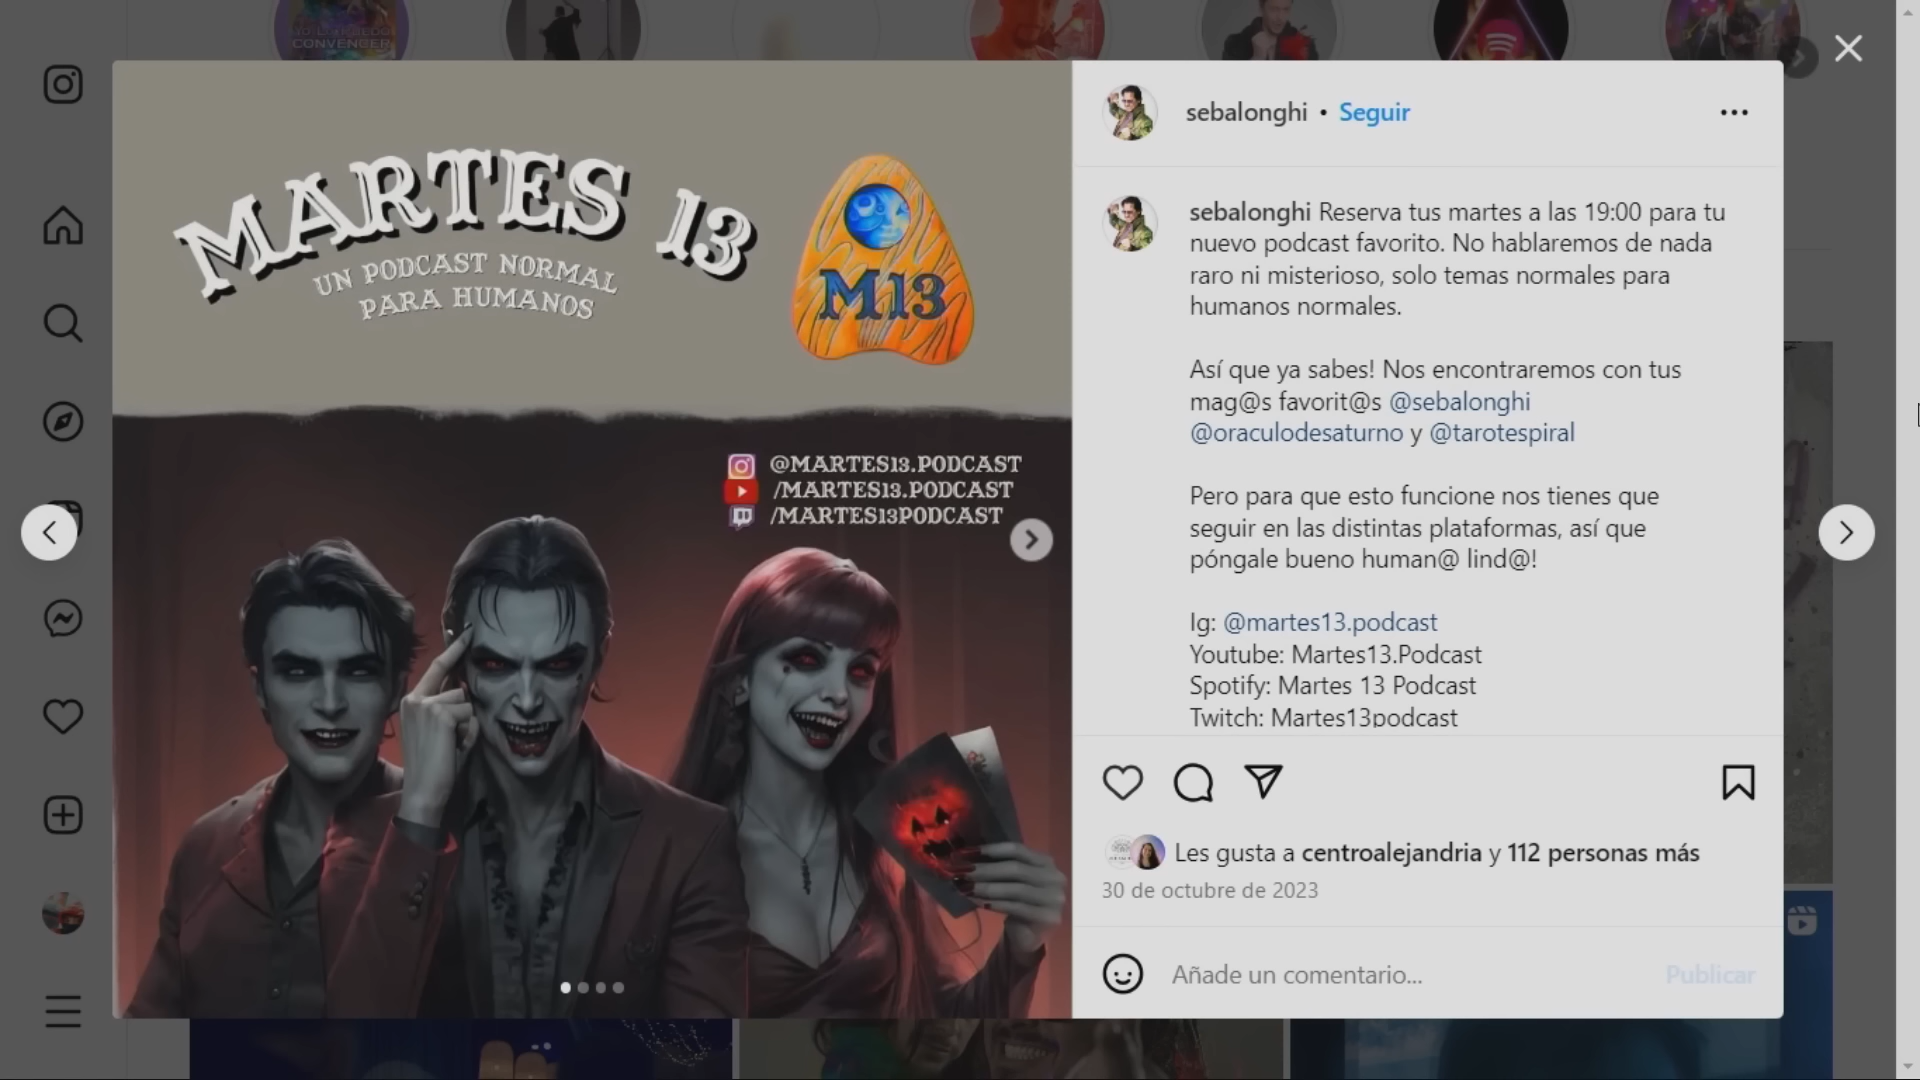 CONVENCER
MARTES 13
UN PODCAST NORMAL
PARA HUMANOS
M13
@MARTES13.PODCAST
/MARTES13.PODCAST
/MARTES13PODCAST
sebalonghi • Seguir
sebalonghi Reserva tus martes a las 19:00 para tu
nuevo podcast favorito. No hablaremos de nada
raro ni misterioso, solo temas normales para
humanos normales.
Así que ya sabes! Nos encontraremos con tus
mag@s favorit@s @sebalonghi
@oraculodesaturno y @tarotespiral
Pero para que esto funcione nos tienes que
seguir en las distintas plataformas, así que
póngale bueno human@ lind@!
Ig: @martes13.podcast
Youtube: Martes13.Podcast
Spotify: Martes 13 Podcast
Twitch: Martes13podcast
Les gusta a centroalejandria y 112 personas más
30 de octubre de 2023
Añade un comentario...
Publicar